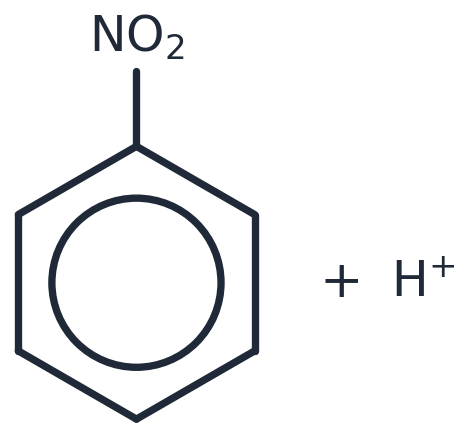 NO₂
+ H⁺